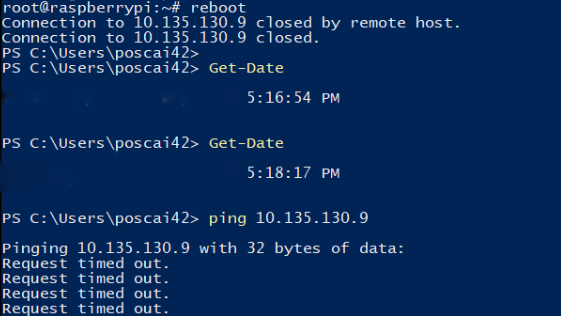 root@raspberrypi:~# reboot
Connection to 10.135.130.9 closed by remote host.
Connection to 10.135.130.9 closed.
PS C:\Users\poscai42>
PS C:\Users\poscai42> Get-Date
5:16:54 PM
PS C:\Users\poscai42> Get-Date
5:18:17 PM
PS C:\Users\poscai42> ping 10.135.130.9
Pinging 10.135.130.9 with 32 bytes of data:
Request timed out.
Request timed out.
Request timed out.
Request timed out.